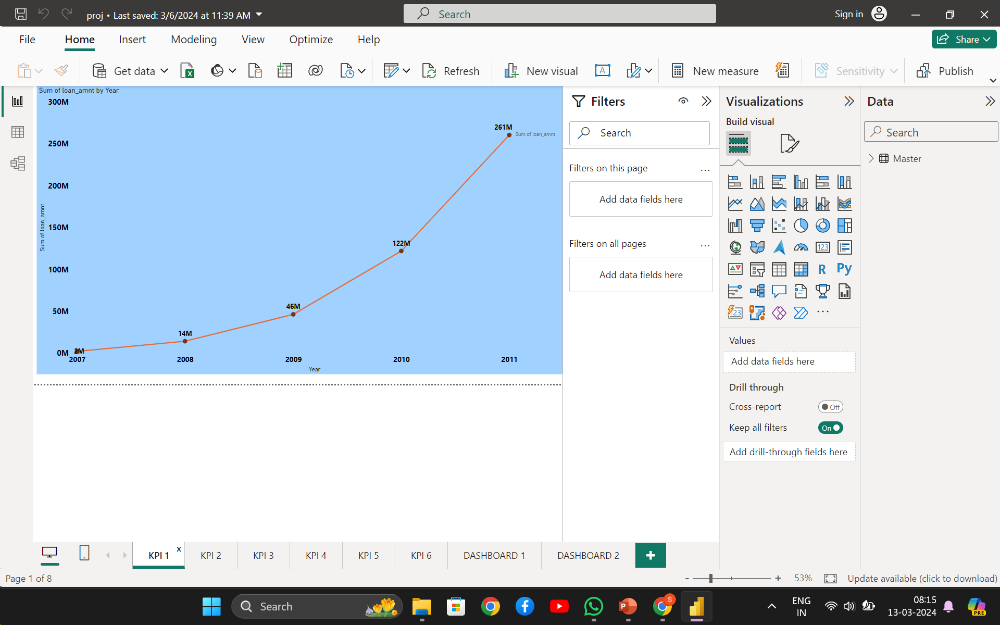 proj • Last saved: 3/6/2024 at 11:39 AM
Search
Sign in
File
Home
Insert
Modeling
View
Optimize
Help
Share
Get data
Refresh
New visual
New measure
Sensitivity
Publish
Sum of loan_amnt by Year
300M
250M
200M
150M
100M
50M
0M
Sum of loan_amnt
2M
14M
46M
122M
261M
Sum of loan_amnt
2007
2008
2009
2010
2011
Year
Filters
Search
Filters on this page
...
Add data fields here
Filters on all pages
...
Add data fields here
Visualizations
Build visual
123
R
Py
123
...
Values
Add data fields here
Drill through
Cross-report
Off
Keep all filters
On
Add drill-through fields here
Data
Search
Master
KPI 1
x
KPI 2
KPI 3
KPI 4
KPI 5
KPI 6
DASHBOARD 1
DASHBOARD 2
+
Page 1 of 8
- + 53%
Update available (click to download)
Search
P
S
ENG
IN
08:15
13-03-2024
PRE